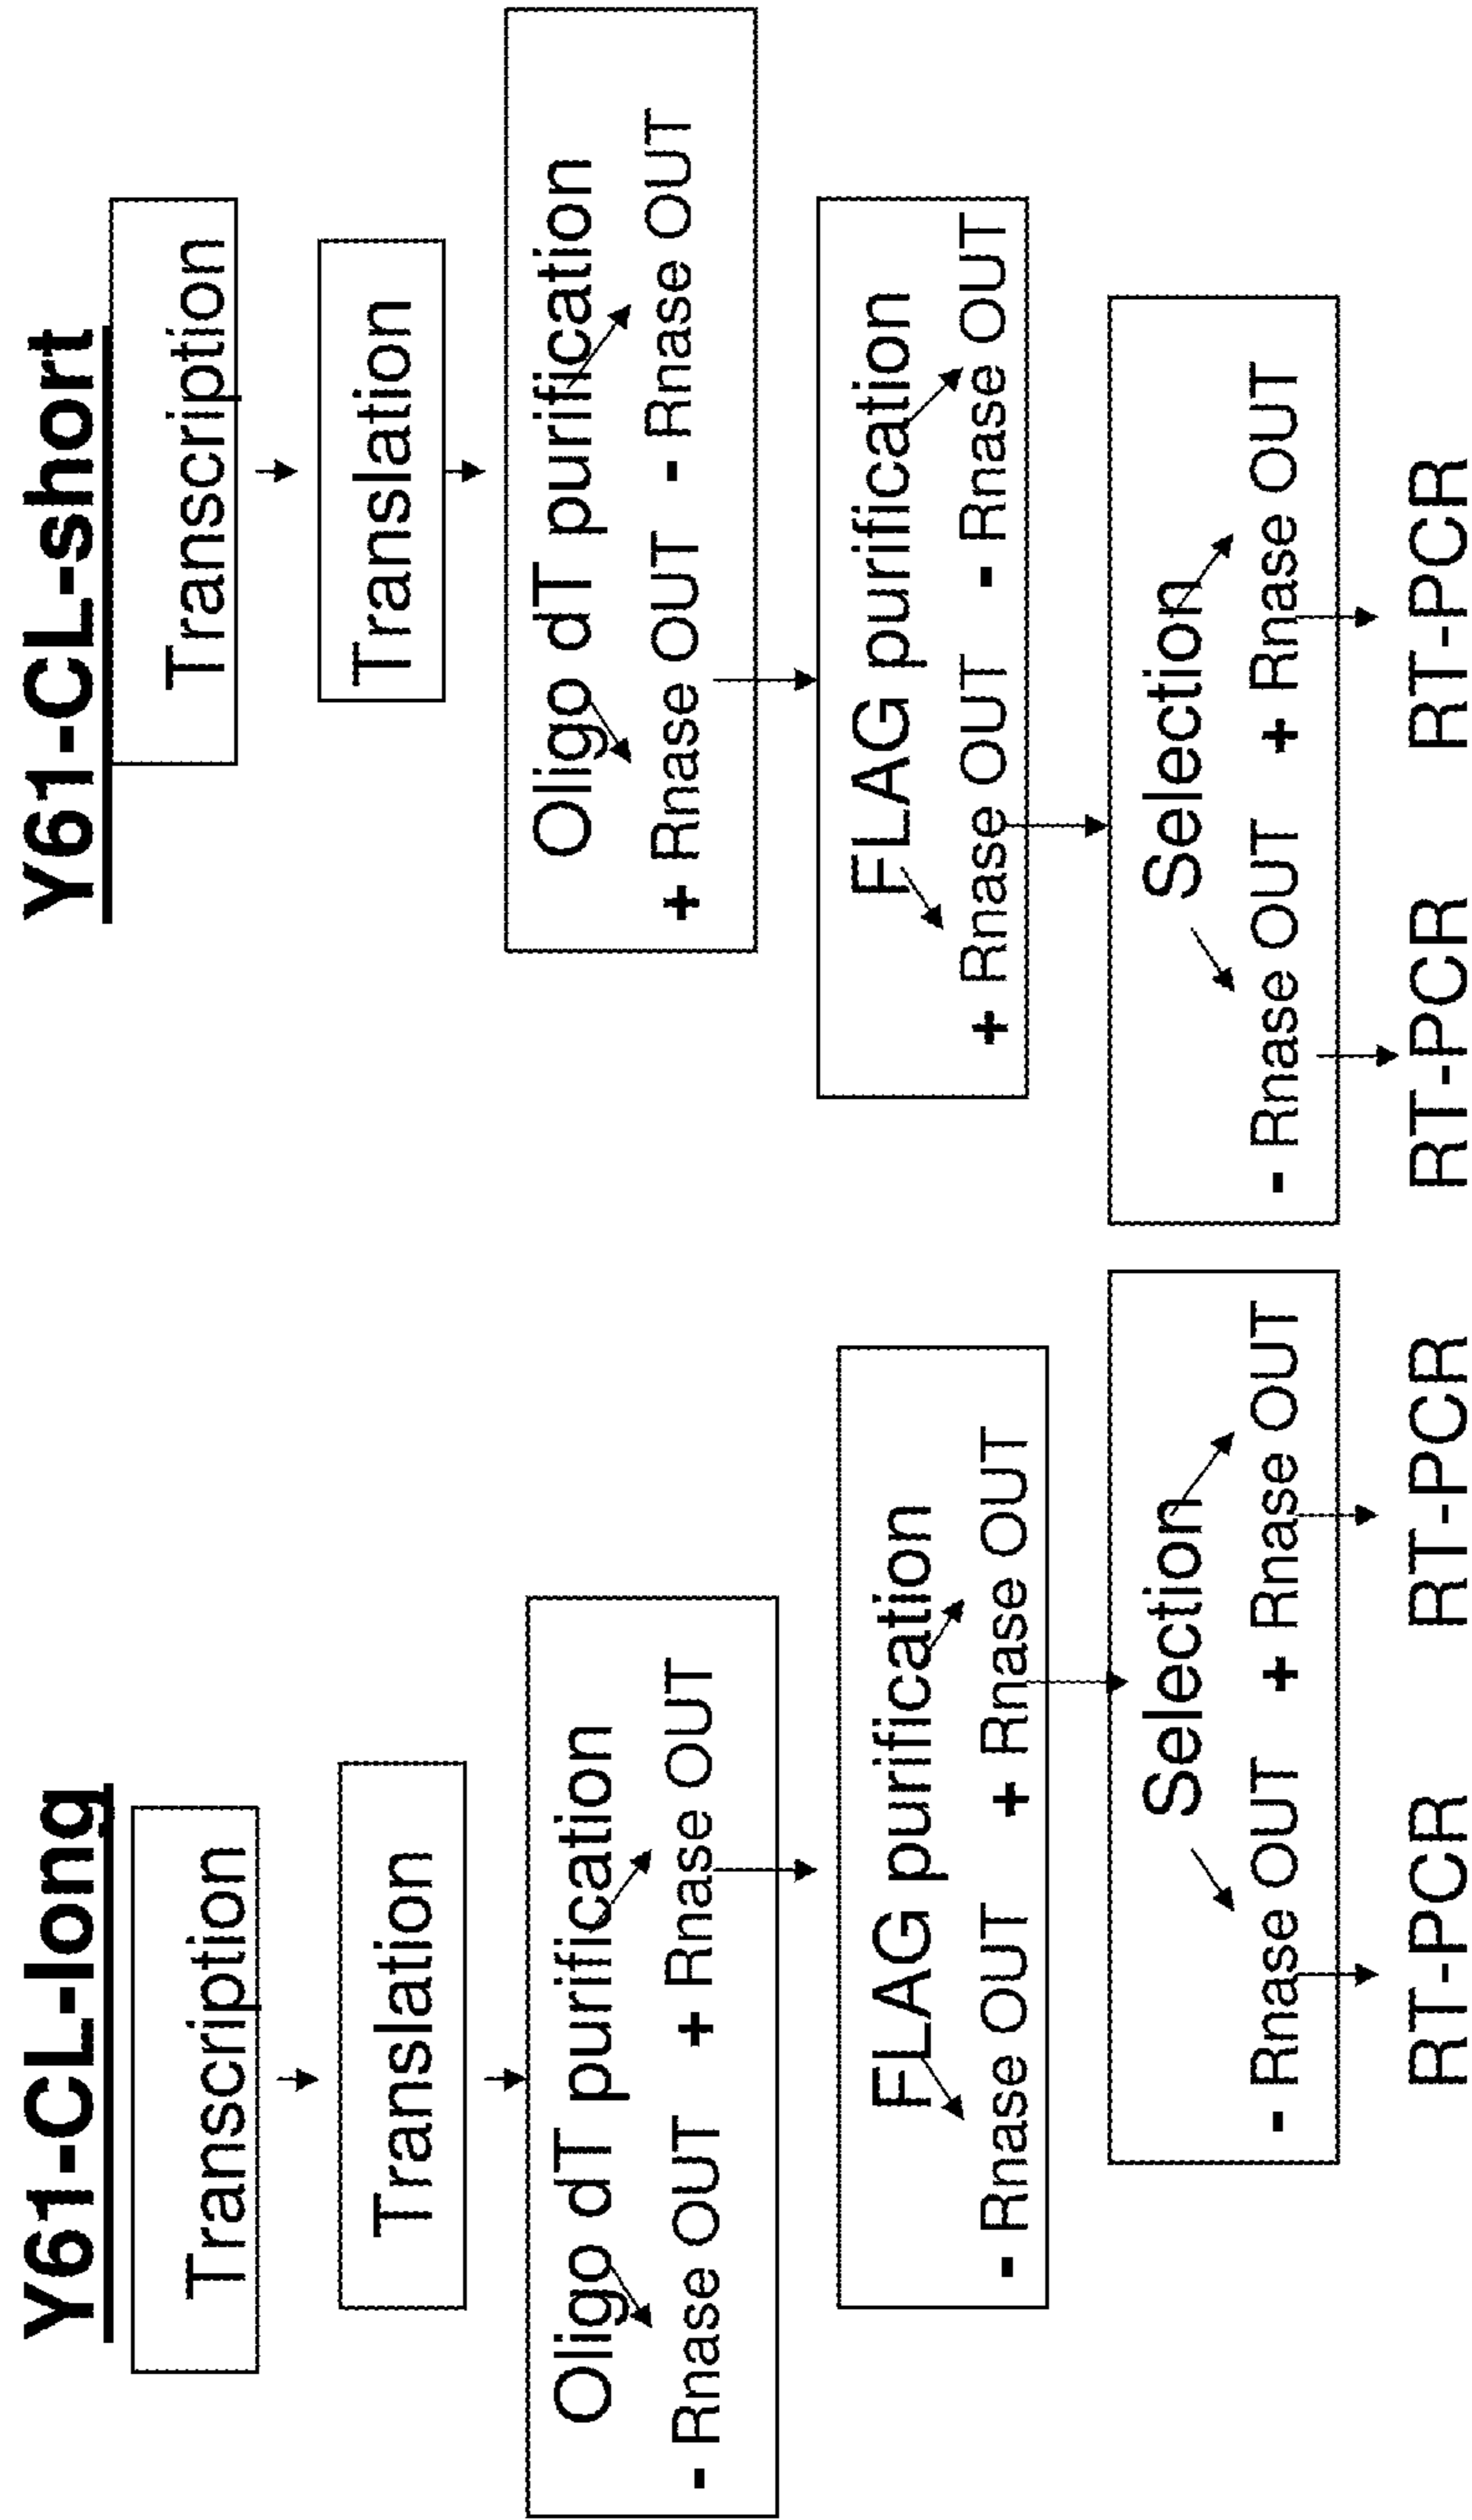 Y61-CL-long
Transcription
Translation
Oligo dT purification
- Rnase OUT + Rnase OUT
FLAG purification
- Rnase OUT + Rnase OUT
Selection
- Rnase OUT + Rnase OUT
RT-PCR RT-PCR
Y61-CL-short
Transcription
Translation
Oligo dT purification
+ Rnase OUT - Rnase OUT
FLAG purification
+ Rnase OUT - Rnase OUT
Selection
- Rnase OUT + Rnase OUT
RT-PCR RT-PCR